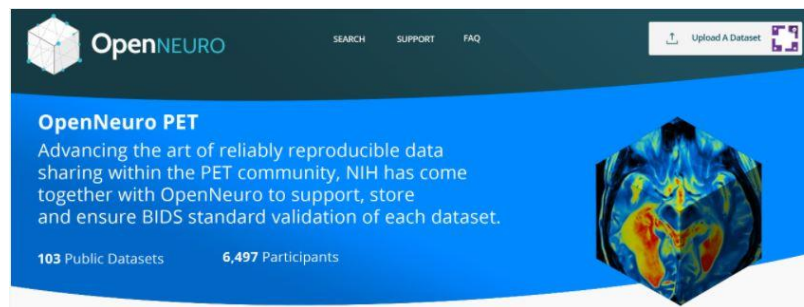 OpenNEURO
SEARCH SUPPORT FAQ
Upload A Dataset
OpenNeuro PET
Advancing the art of reliably reproducible data
sharing within the PET community, NIH has come
together with OpenNeuro to support, store
and ensure BIDS standard validation of each dataset.
103 Public Datasets 6,497 Participants